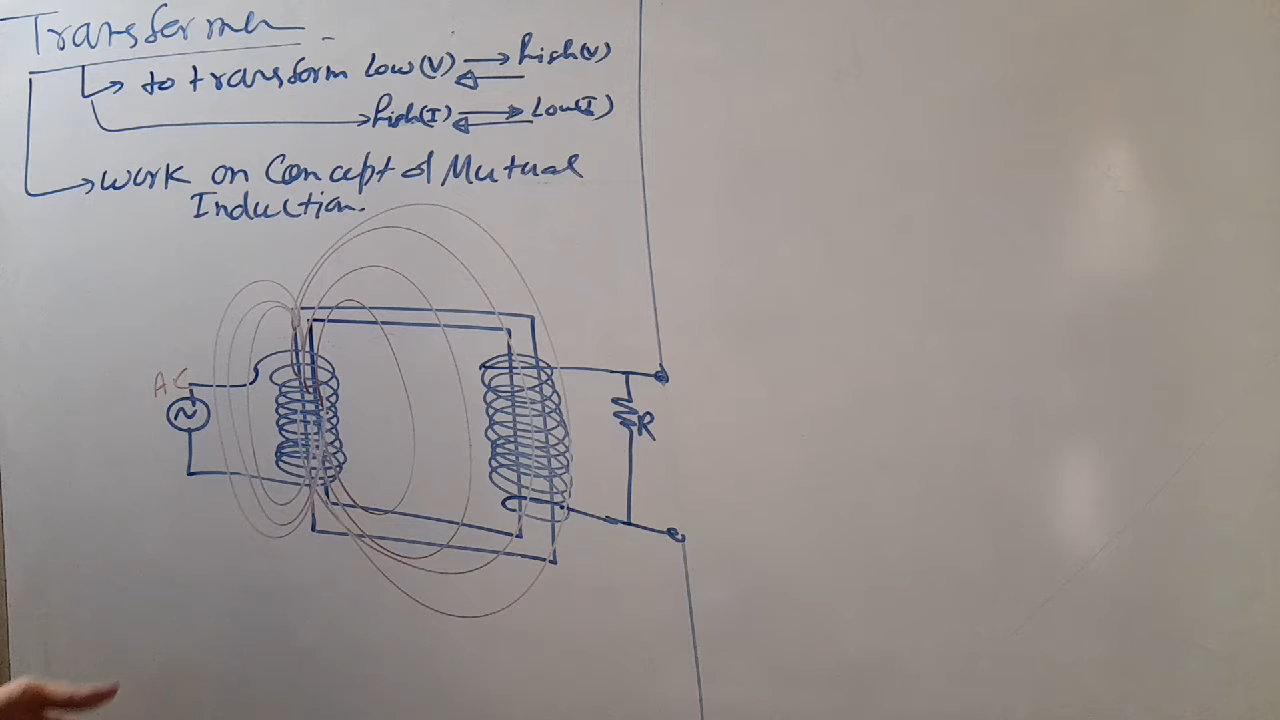 Transformer
to transform Low(V) ⇌ high(V)
high(I) ⇌ Low(I)
work on Concept of Mutual
Induction.
AC
~
R